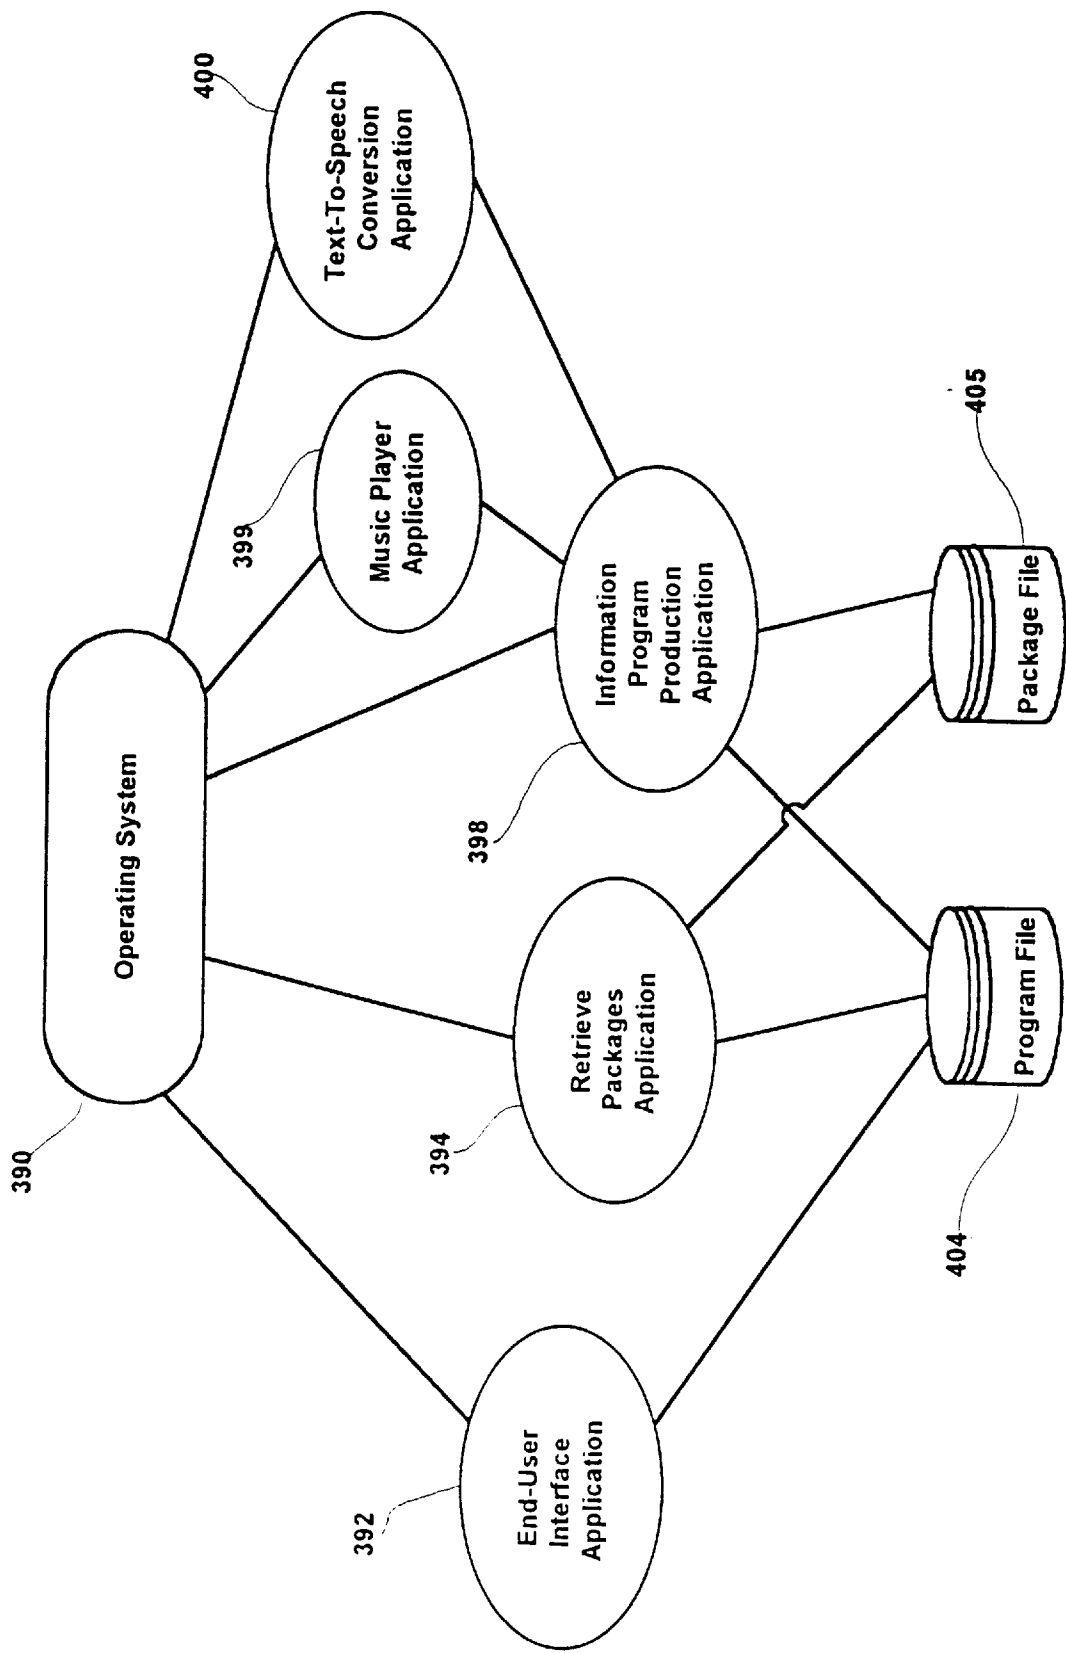 390
Operating System
400
Text-To-Speech
Conversion
Application
399
Music Player
Application
392
End-User
Interface
Application
394
Retrieve
Packages
Application
398
Information
Program
Production
Application
404
Program File
405
Package File